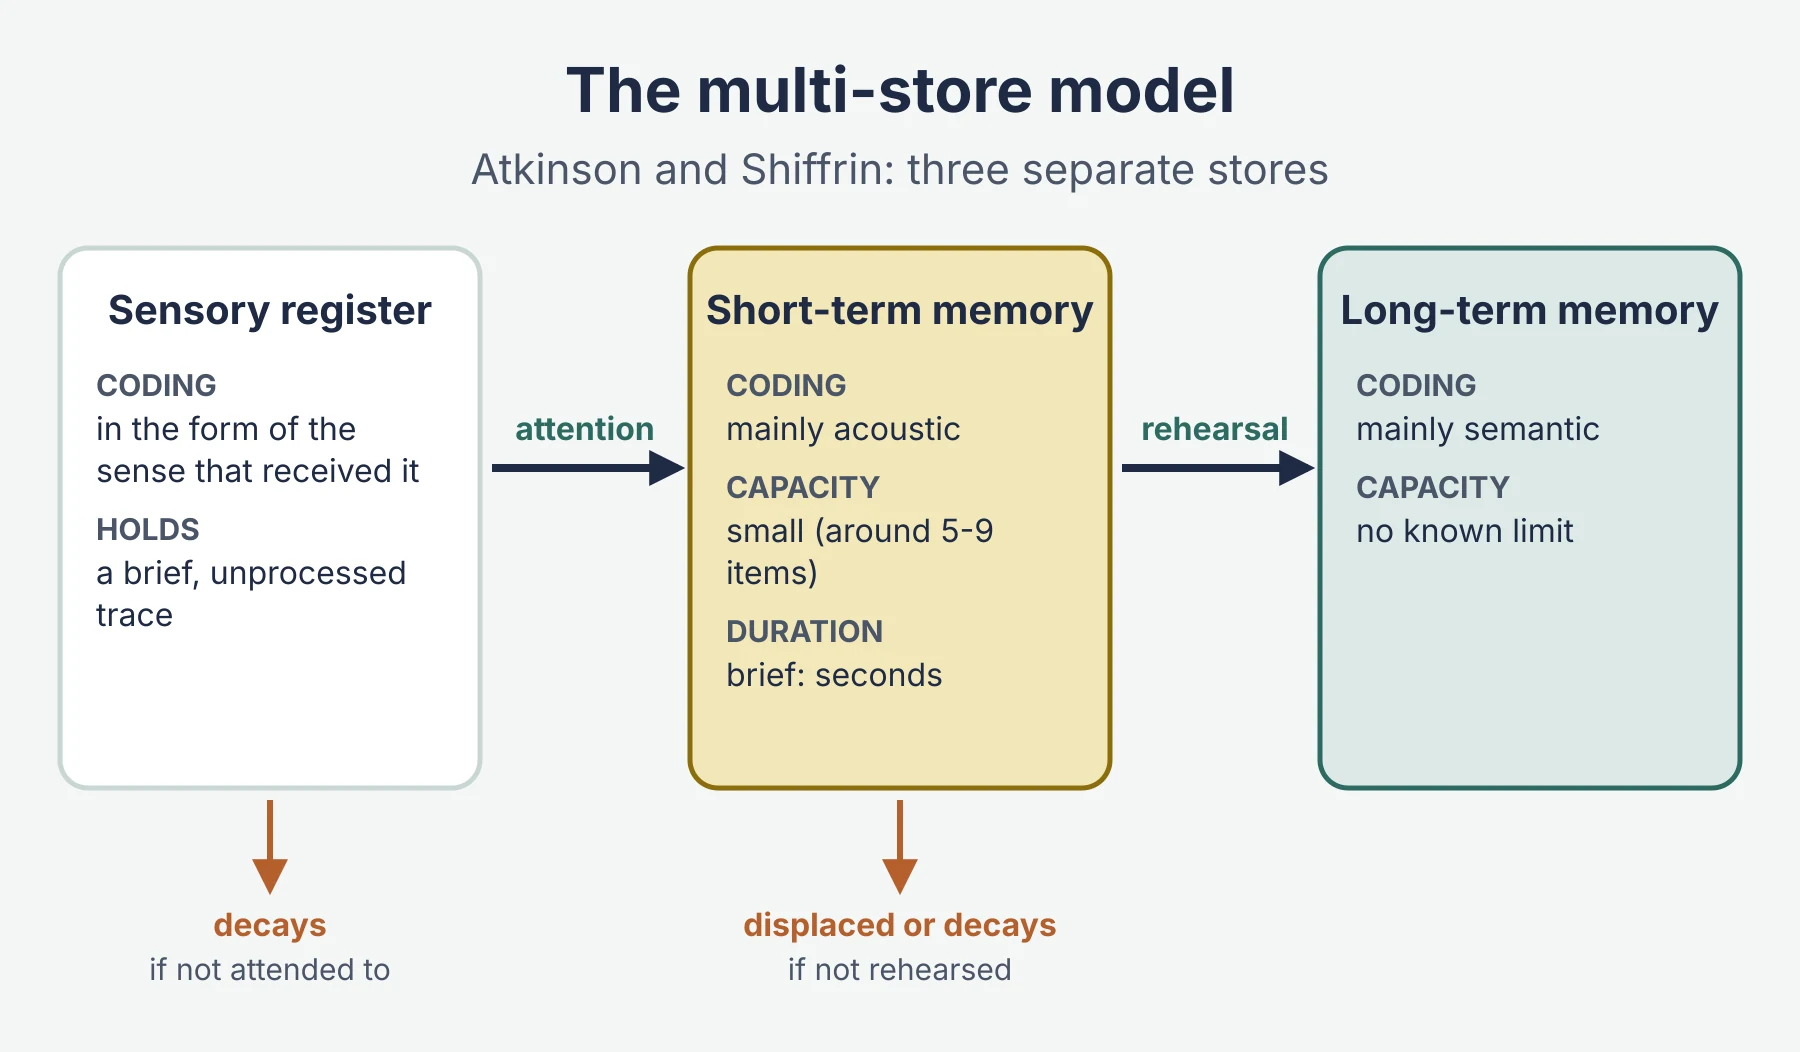 The multi-store model
Atkinson and Shiffrin: three separate stores
Sensory register
CODING
in the form of the
sense that received it
HOLDS
a brief, unprocessed
trace
decays
if not attended to
attention
Short-term memory
CODING
mainly acoustic
CAPACITY
small (around 5-9
items)
DURATION
brief: seconds
displaced or decays
if not rehearsed
rehearsal
Long-term memory
CODING
mainly semantic
CAPACITY
no known limit